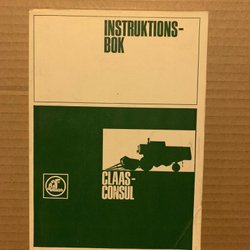 INSTRUKTIONS-
BOK
CLAAS-
CONSUL